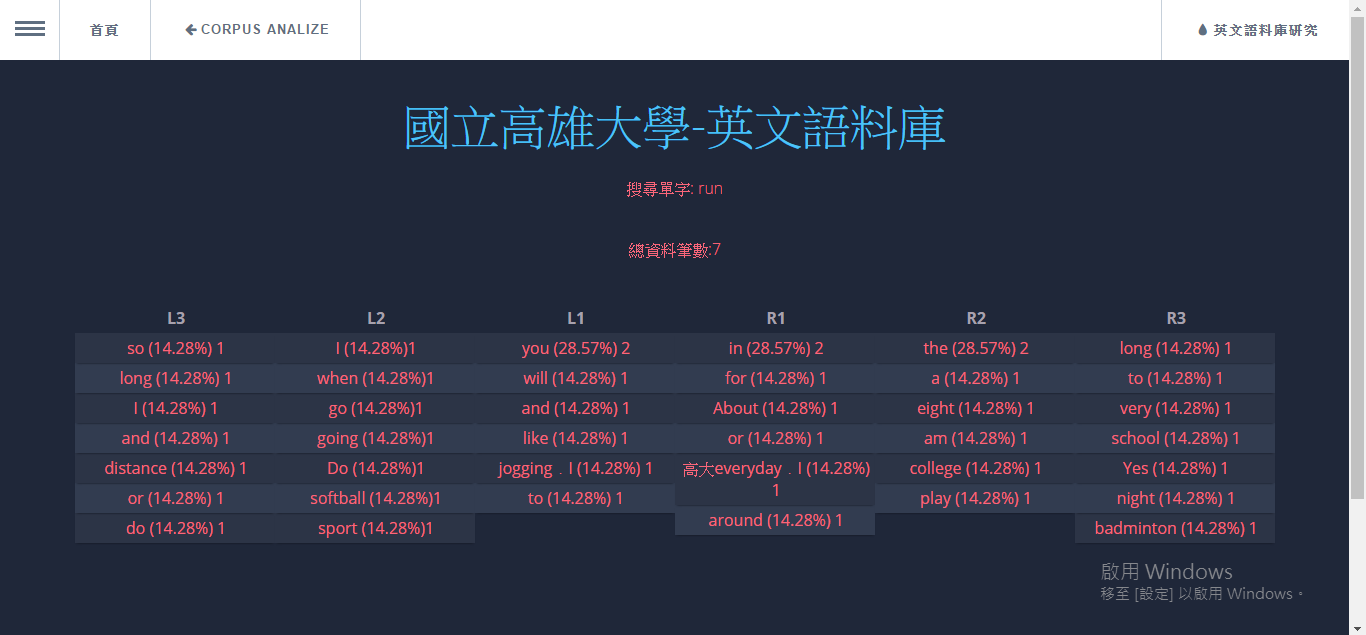 首頁
CORPUS ANALIZE
英文語料庫研究
國立高雄大學-英文語料庫
搜尋單字: run
總資料筆數:7
L3 L2 L1 R1 R2 R3
so (14.28%) 1 I (14.28%)1 you (28.57%) 2 in (28.57%) 2 the (28.57%) 2 long (14.28%) 1
long (14.28%) 1 when (14.28%)1 will (14.28%) 1 for (14.28%) 1 a (14.28%) 1 to (14.28%) 1
I (14.28%) 1 go (14.28%)1 and (14.28%) 1 About (14.28%) 1 eight (14.28%) 1 very (14.28%) 1
and (14.28%) 1 going (14.28%)1 like (14.28%) 1 or (14.28%) 1 am (14.28%) 1 school (14.28%) 1
distance (14.28%) 1 Do (14.28%)1 jogging﹒I (14.28%) 1 高大everyday﹒I (14.28%) college (14.28%) 1 Yes (14.28%) 1
1
or (14.28%) 1 softball (14.28%)1 to (14.28%) 1 around (14.28%) 1 play (14.28%) 1 night (14.28%) 1
do (14.28%) 1 sport (14.28%)1 badminton (14.28%) 1
啟用 Windows
移至 [設定] 以啟用 Windows。